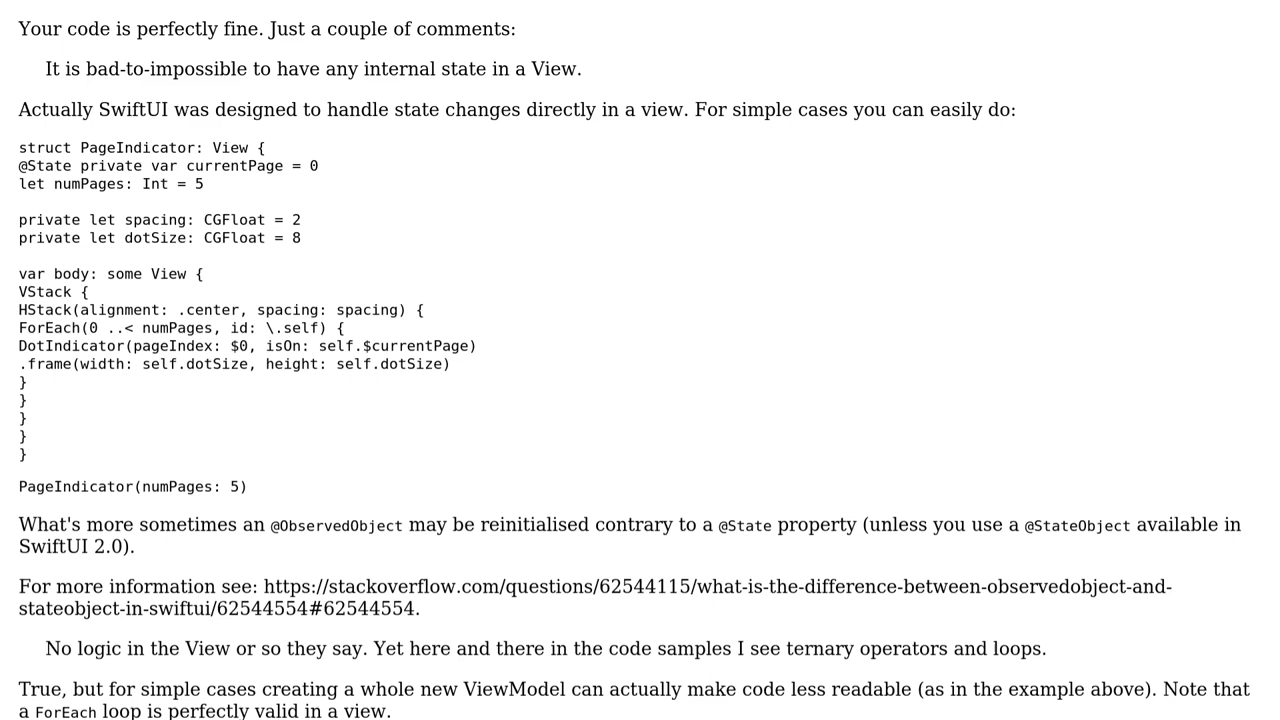 Your code is perfectly fine. Just a couple of comments:
It is bad-to-impossible to have any internal state in a View.
Actually SwiftUI was designed to handle state changes directly in a view. For simple cases you can easily do:
struct PageIndicator: View {
@State private var currentPage = 0
let numPages: Int = 5
private let spacing: CGFloat = 2
private let dotSize: CGFloat = 8
var body: some View {
VStack {
HStack(alignment: .center, spacing: spacing) {
ForEach(0 ..< numPages, id: \.self) {
DotIndicator(pageIndex: $0, isOn: self.$currentPage)
.frame(width: self.dotSize, height: self.dotSize)
}
}
}
}
}
PageIndicator(numPages: 5)
What's more sometimes an @ObservedObject may be reinitialised contrary to a @State property (unless you use a @StateObject available in
SwiftUI 2.0).
For more information see: https://stackoverflow.com/questions/62544115/what-is-the-difference-between-observedobject-and-
stateobject-in-swiftui/62544554#62544554.
No logic in the View or so they say. Yet here and there in the code samples I see ternary operators and loops.
True, but for simple cases creating a whole new ViewModel can actually make code less readable (as in the example above). Note that
a ForEach loop is perfectly valid in a view.